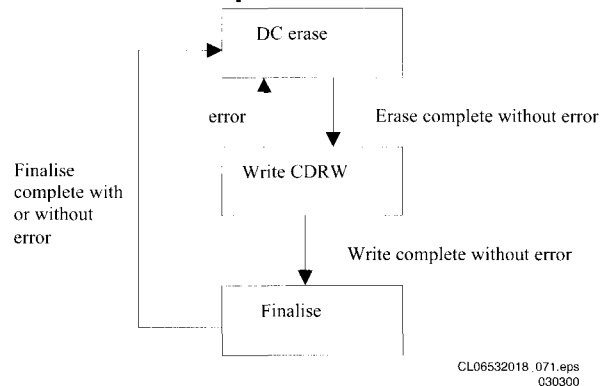 DC erase
error
Erase complete without error
Write CDRW
Finalise
complete with
or without
error
Write complete without error
Finalise
CL06532018_071.eps
030300